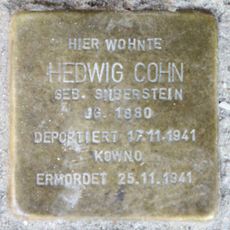 HIER WOHNTE
HEDWIG COHN
GEB. SILBERSTEIN
JG. 1880
DEPORTIERT 17.11.1941
KOWNO
ERMORDET 25.11.1941